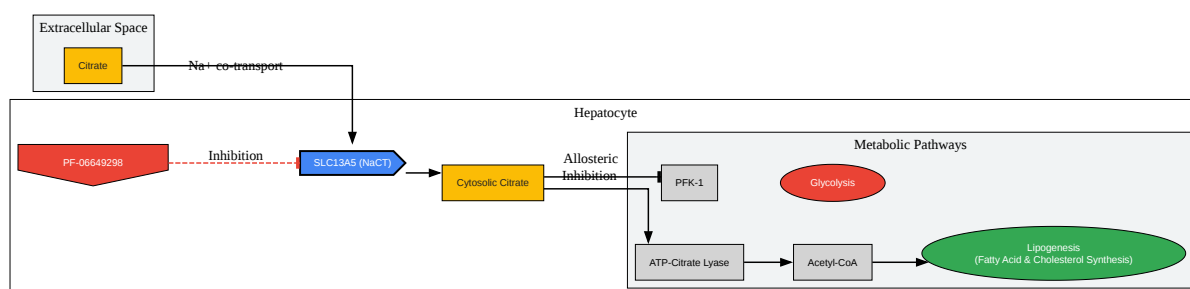 Extracellular Space
Citrate
Na+ co-transport
Hepatocyte
Metabolic Pathways
PF-06649298
Inhibition
SLC13A5 (NaCT)
Cytosolic Citrate
Allosteric
Inhibition
PFK-1
Glycolysis
ATP-Citrate Lyase
Acetyl-CoA
Lipogenesis
(Fatty Acid & Cholesterol Synthesis)